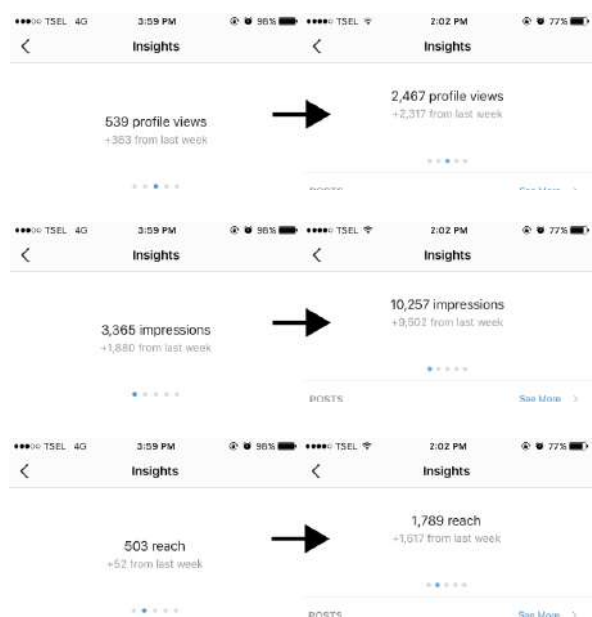 TSEL 4G 3:59 PM 98% TSEL 2:02 PM 77%
Insights Insights
539 profile views 2,467 profile views
+383 from last week +2,317 from last week
POSTS See More
TSEL 4G 3:59 PM 98% TSEL 2:02 PM 77%
Insights Insights
3,365 impressions 10,257 impressions
+1,880 from last week +9,502 from last week
POSTS See More
TSEL 4G 3:59 PM 98% TSEL 2:02 PM 77%
Insights Insights
503 reach 1,789 reach
+52 from last week +1,617 from last week
POSTS See More